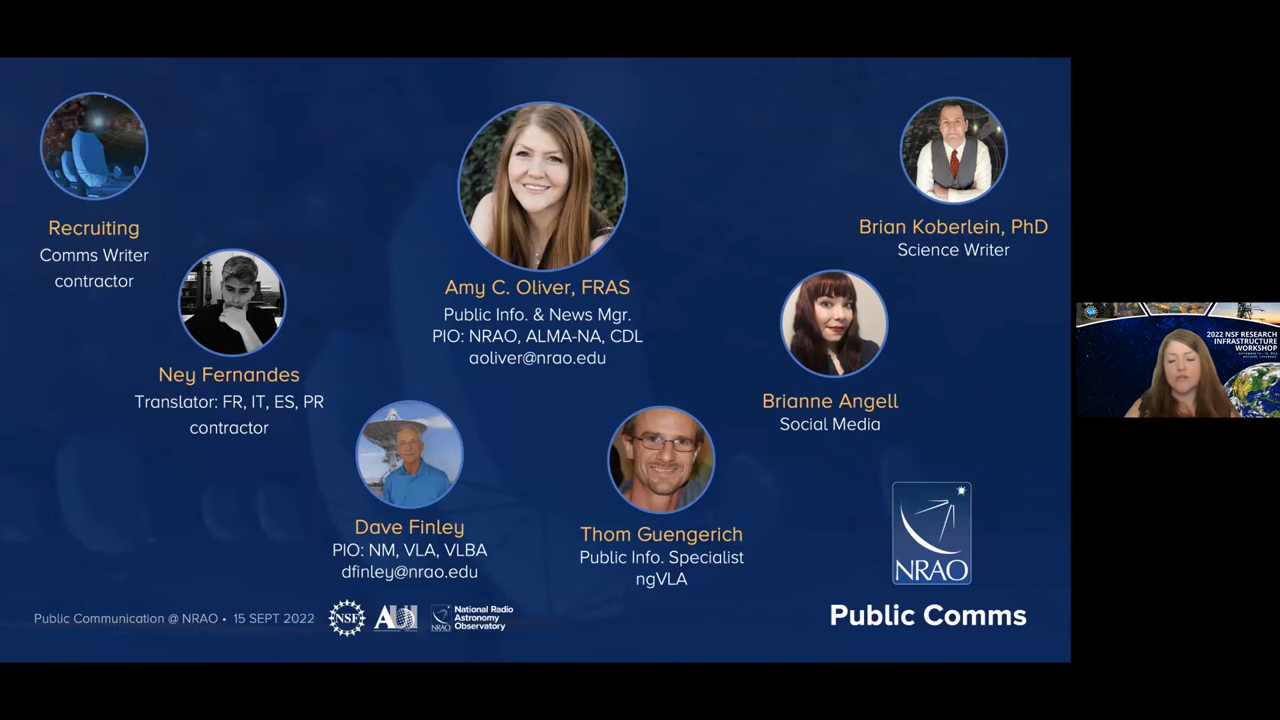 Recruiting
Comms Writer
contractor
Ney Fernandes
Translator: FR, IT, ES, PR
contractor
Amy C. Oliver, FRAS
Public Info. & News Mgr.
PIO: NRAO, ALMA-NA, CDL
aoliver@nrao.edu
Brian Koberlein, PhD
Science Writer
Brianne Angell
Social Media
Dave Finley
PIO: NM, VLA, VLBA
dfinley@nrao.edu
Thom Guengerich
Public Info. Specialist
ngVLA
NRAO
Public Comms
Public Communication @ NRAO • 15 SEPT 2022
NSF
AUI
NRAO
National Radio
Astronomy
Observatory
2022 NSF RESEARCH
INFRASTRUCTURE
WORKSHOP